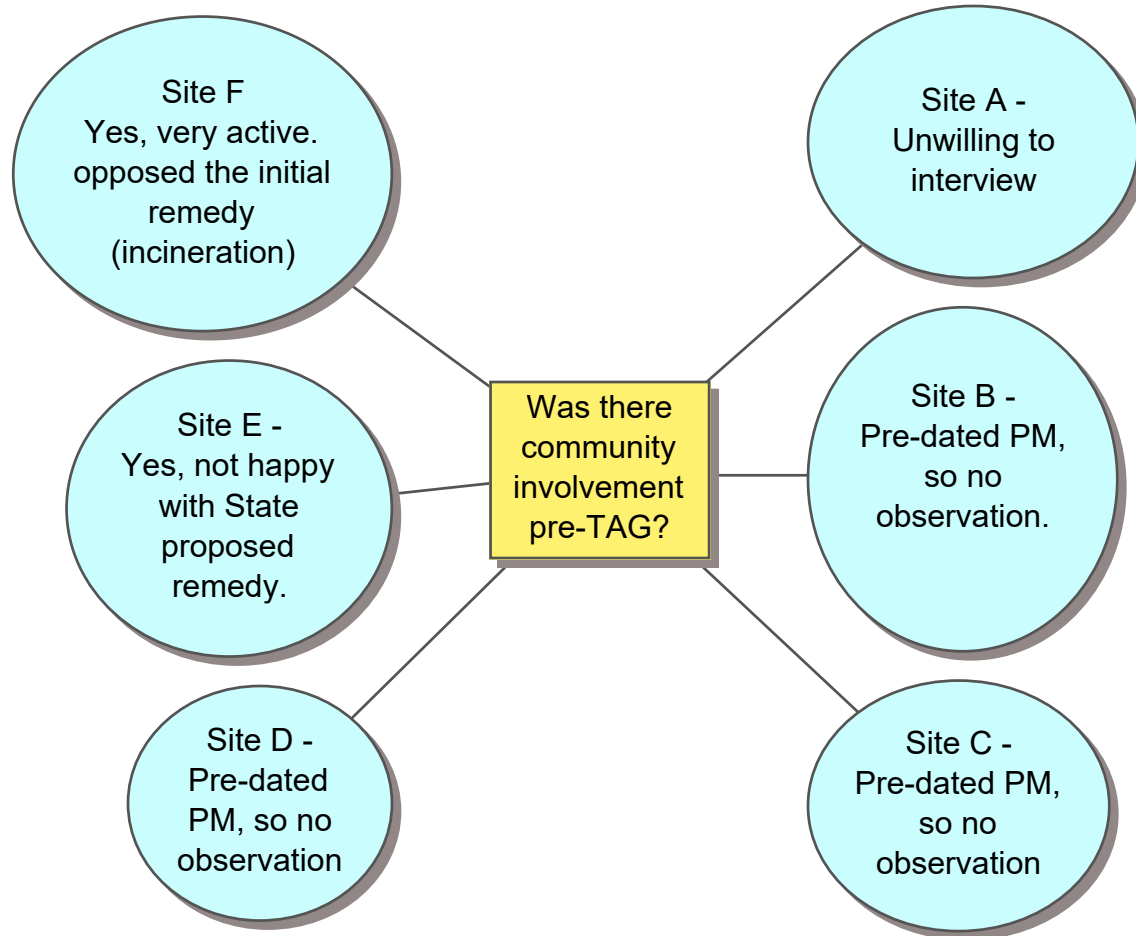 Site F
Yes, very active.
opposed the initial
remedy
(incineration)
Site A -
Unwilling to
interview
Was there
community
involvement
pre-TAG?
Site B -
Pre-dated PM,
so no
observation.
Site E -
Yes, not happy
with State
proposed
remedy.
Site D -
Pre-dated
PM, so no
observation
Site C -
Pre-dated PM,
so no
observation